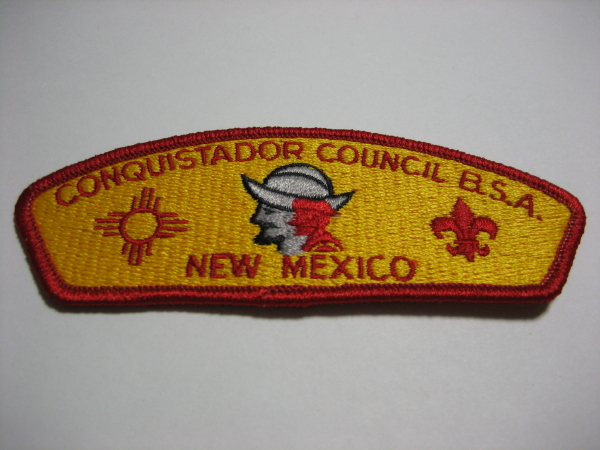 CONQUISTADOR COUNCIL B.S.A.
NEW MEXICO